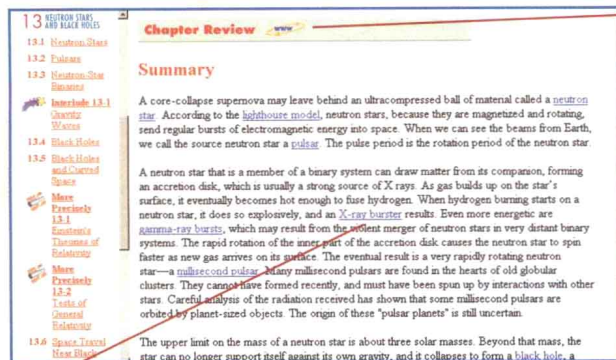 13 NEUTRON STARS
AND BLACK HOLES
13.1 Neutron Stars
13.2 Pulsars
13.3 Neutron-Star
Binaries
Interlude 13-1
Gravity
Waves
13.4 Black Holes
13.5 Black Holes
and Curved
Space
More
Precisely
13-1
Einstein's
Theories of
Relativity
More
Precisely
13-2
Tests of
General
Relativity
13.6 Space Travel
Near Black
Chapter Review www
Summary
A core-collapse supernova may leave behind an ultracompressed ball of material called a neutron
star. According to the lighthouse model, neutron stars, because they are magnetized and rotating,
send regular bursts of electromagnetic energy into space. When we can see the beams from Earth,
we call the source neutron star a pulsar. The pulse period is the rotation period of the neutron star.
A neutron star that is a member of a binary system can draw matter from its companion, forming
an accretion disk, which is usually a strong source of X rays. As gas builds up on the star's
surface, it eventually becomes hot enough to fuse hydrogen. When hydrogen burning starts on a
neutron star, it does so explosively, and an X-ray burster results. Even more energetic are
gamma-ray bursts, which may result from the violent merger of neutron stars in very distant binary
systems. The rapid rotation of the inner part of the accretion disk causes the neutron star to spin
faster as new gas arrives on its surface. The eventual result is a very rapidly rotating neutron
star—a millisecond pulsar. Many millisecond pulsars are found in the hearts of old globular
clusters. They cannot have formed recently, and must have been spun up by interactions with other
stars. Careful analysis of the radiation received has shown that some millisecond pulsars are
orbited by planet-sized objects. The origin of these "pulsar planets" is still uncertain.
The upper limit on the mass of a neutron star is about three solar masses. Beyond that mass, the
star can no longer support itself against its own gravity, and it collapses to form a black hole, a